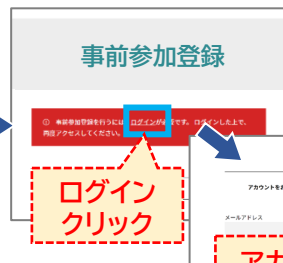 事前参加登録
① 事前参加登録を行うにはログインが必要です。ログインした上で、
再度アクセスしてください。
ログイン
クリック
アカウントをお
メールアドレス
アカ